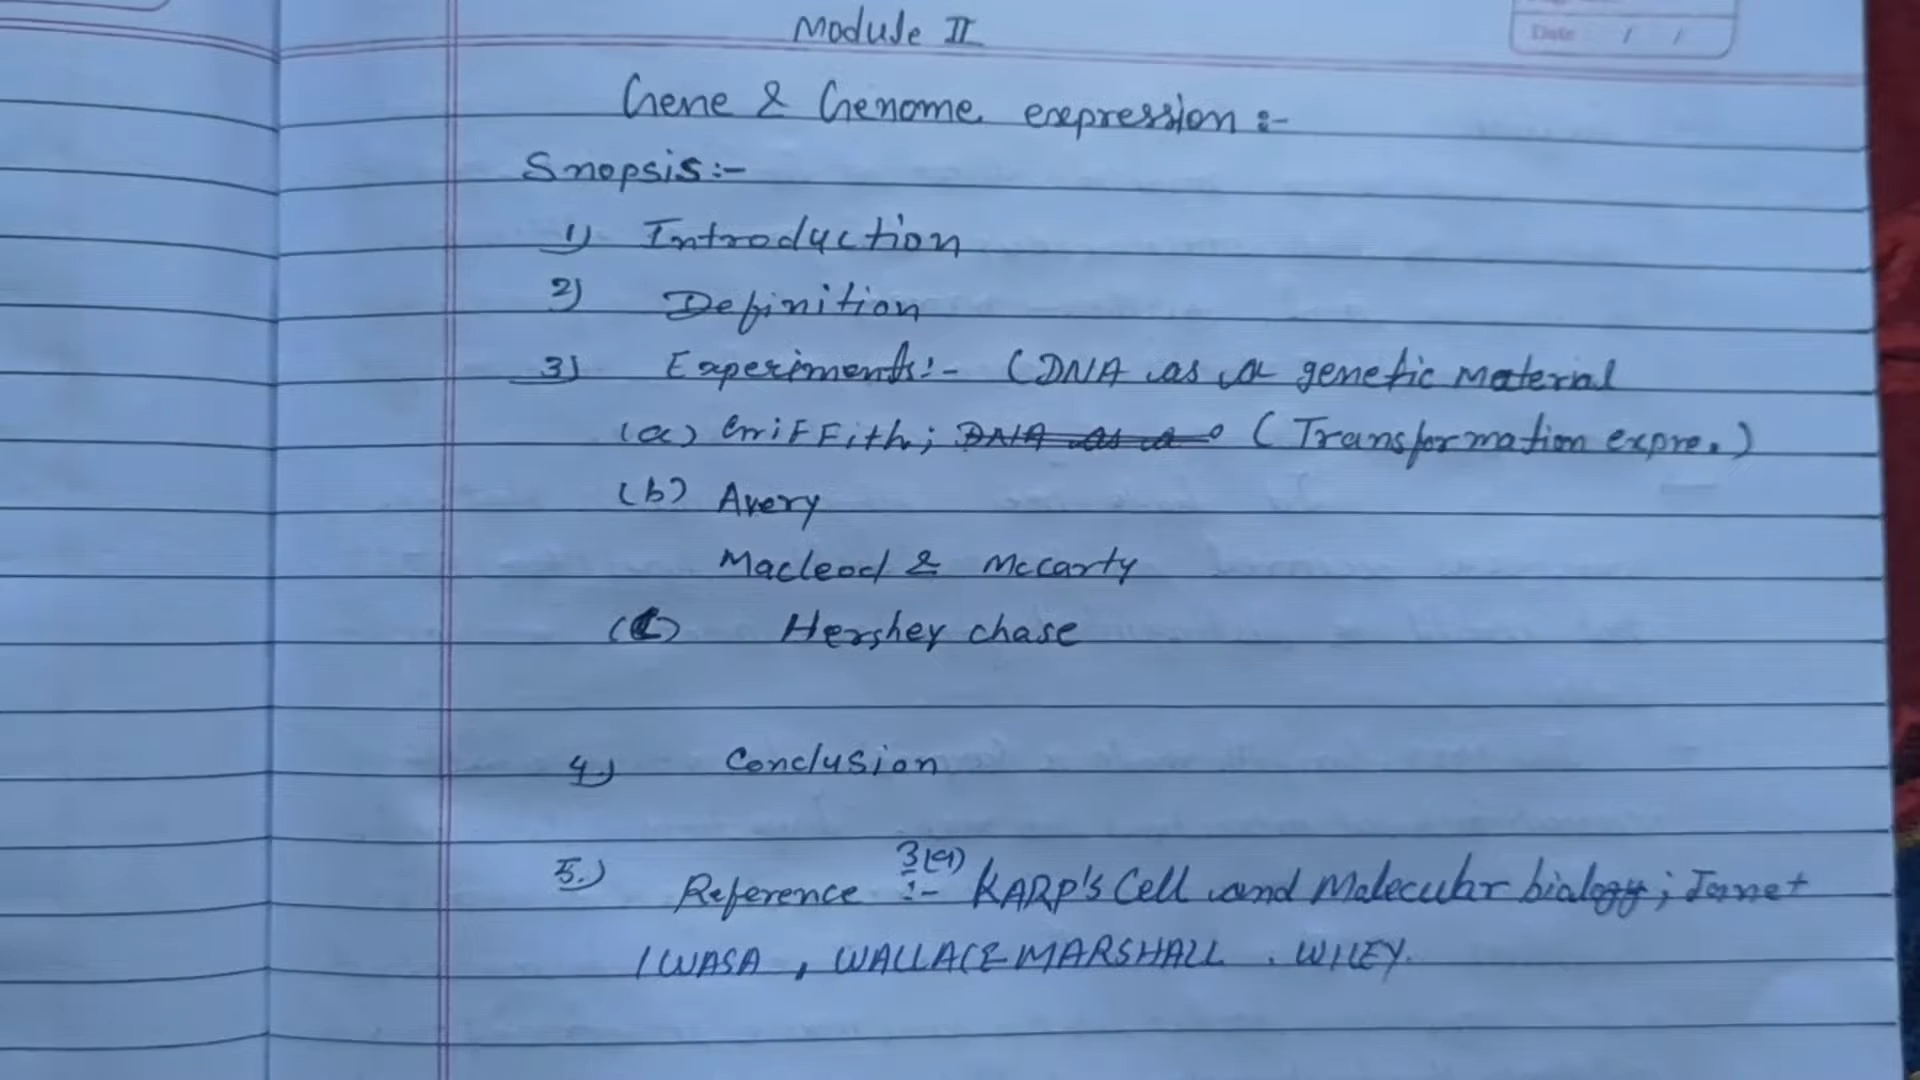 Module II
Date / /
Gene & Genome expression :-
Snopsis :-
1) Introduction
2) Definition
3) Experiments :- (DNA as a genetic Material
(a) Griffith ; DNA as a (Transformation expre.)
(b) Avery
Macleod & Mccarty
(c) Hershey chase
4) Conclusion
3(a)
5.) Reference :- KARP's Cell and Molecular biology ; Janet
IWASA , WALLACE MARSHALL . WILEY.